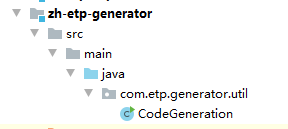 zh-etp-generator
src
main
java
com.etp.generator.util
CodeGeneration